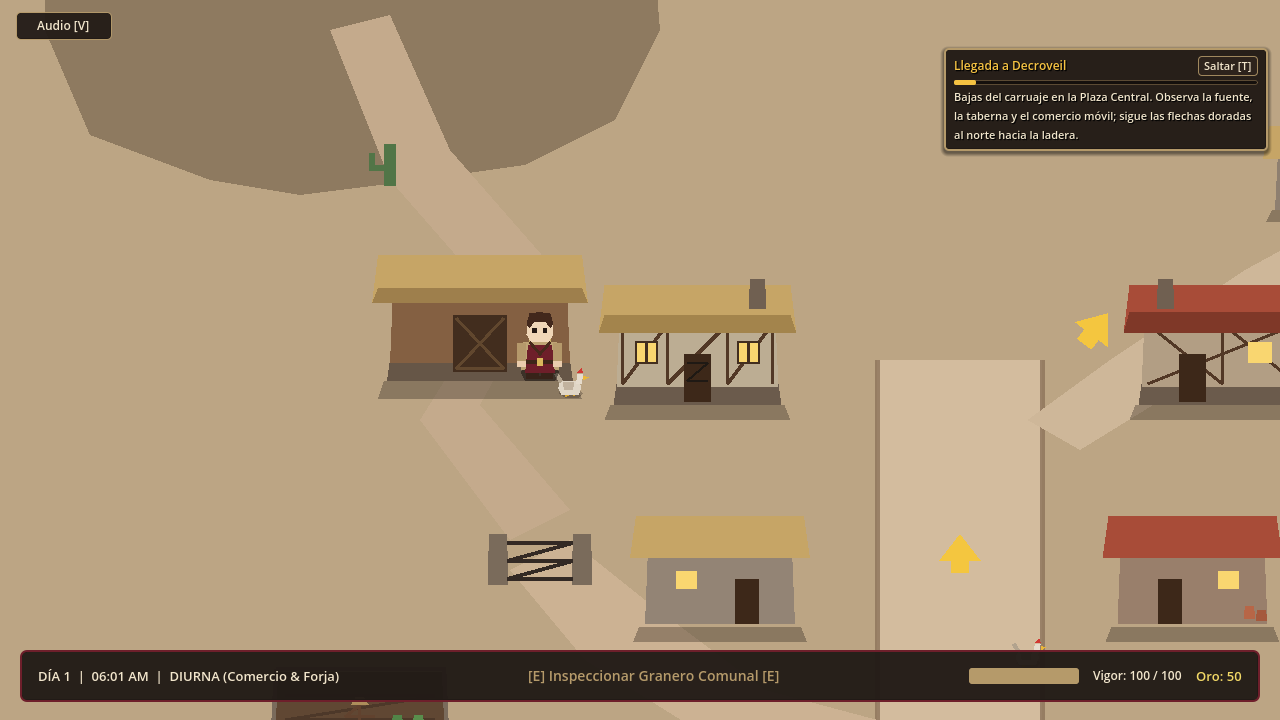 Audio [V]
Llegada a Decroveil
Saltar [T]
Bajas del carruaje en la Plaza Central. Observa la fuente,
la taberna y el comercio móvil; sigue las flechas doradas
al norte hacia la ladera.
DÍA 1 | 06:01 AM | DIURNA (Comercio & Forja)
[E] Inspeccionar Granero Comunal [E]
Vigor: 100 / 100
Oro: 50